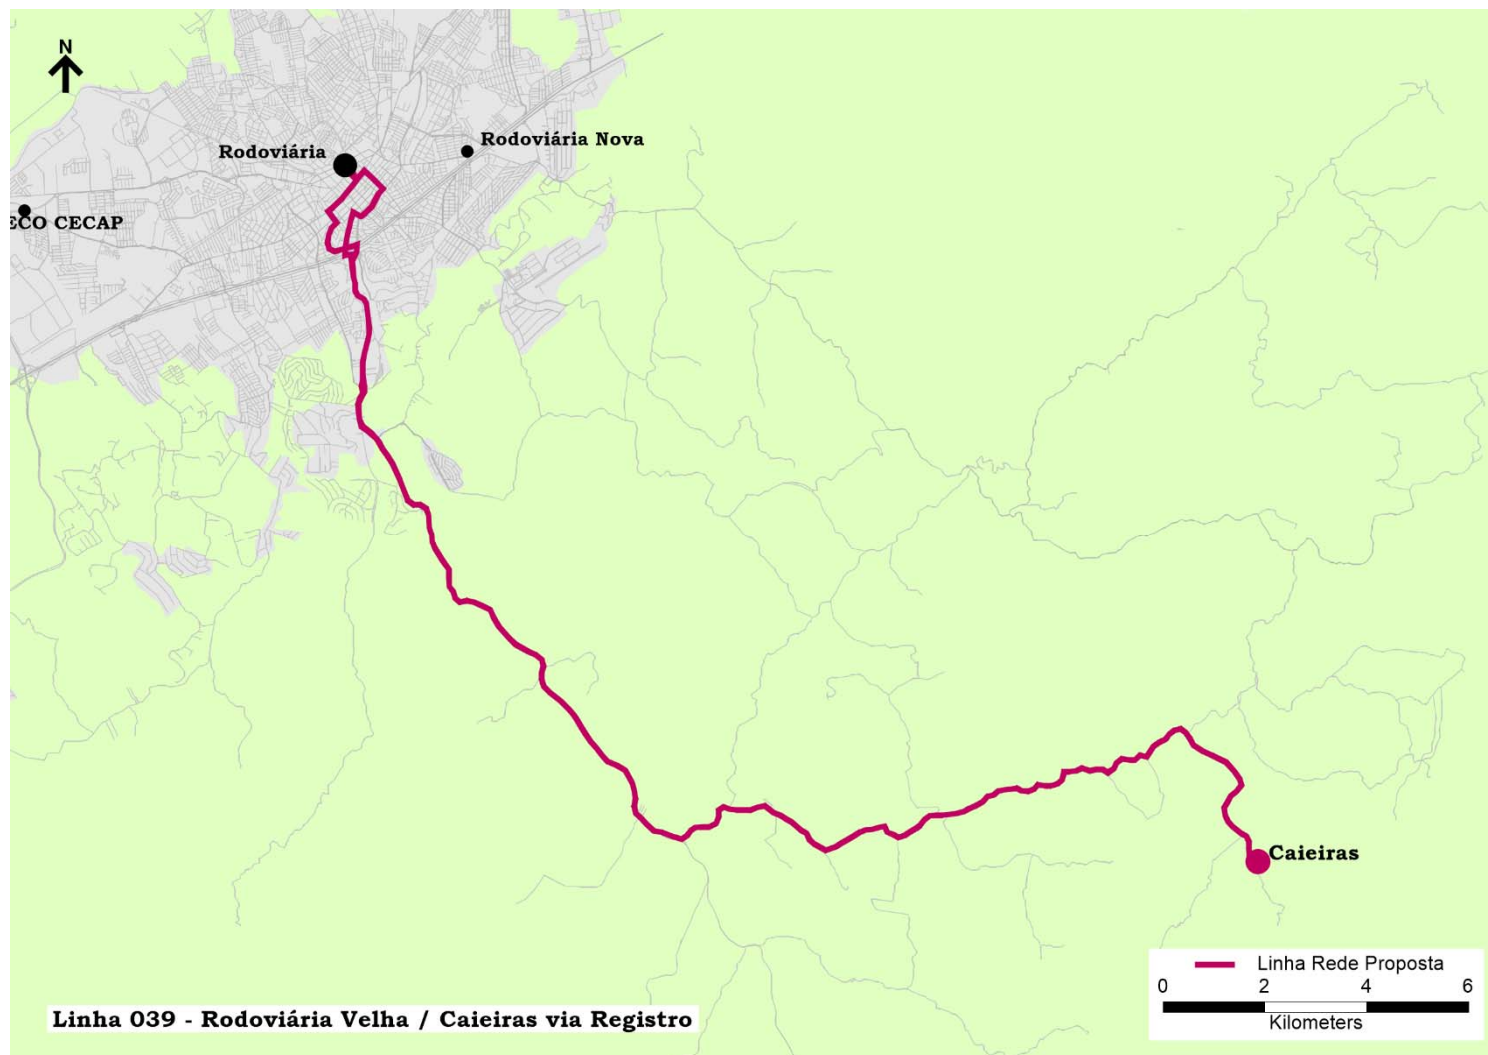 N
Rodoviária
Rodoviária Nova
ECO CECAP
Caieiras
Linha Rede Proposta
0 2 4 6
Kilometers
Linha 039 - Rodoviária Velha / Caieiras via Registro